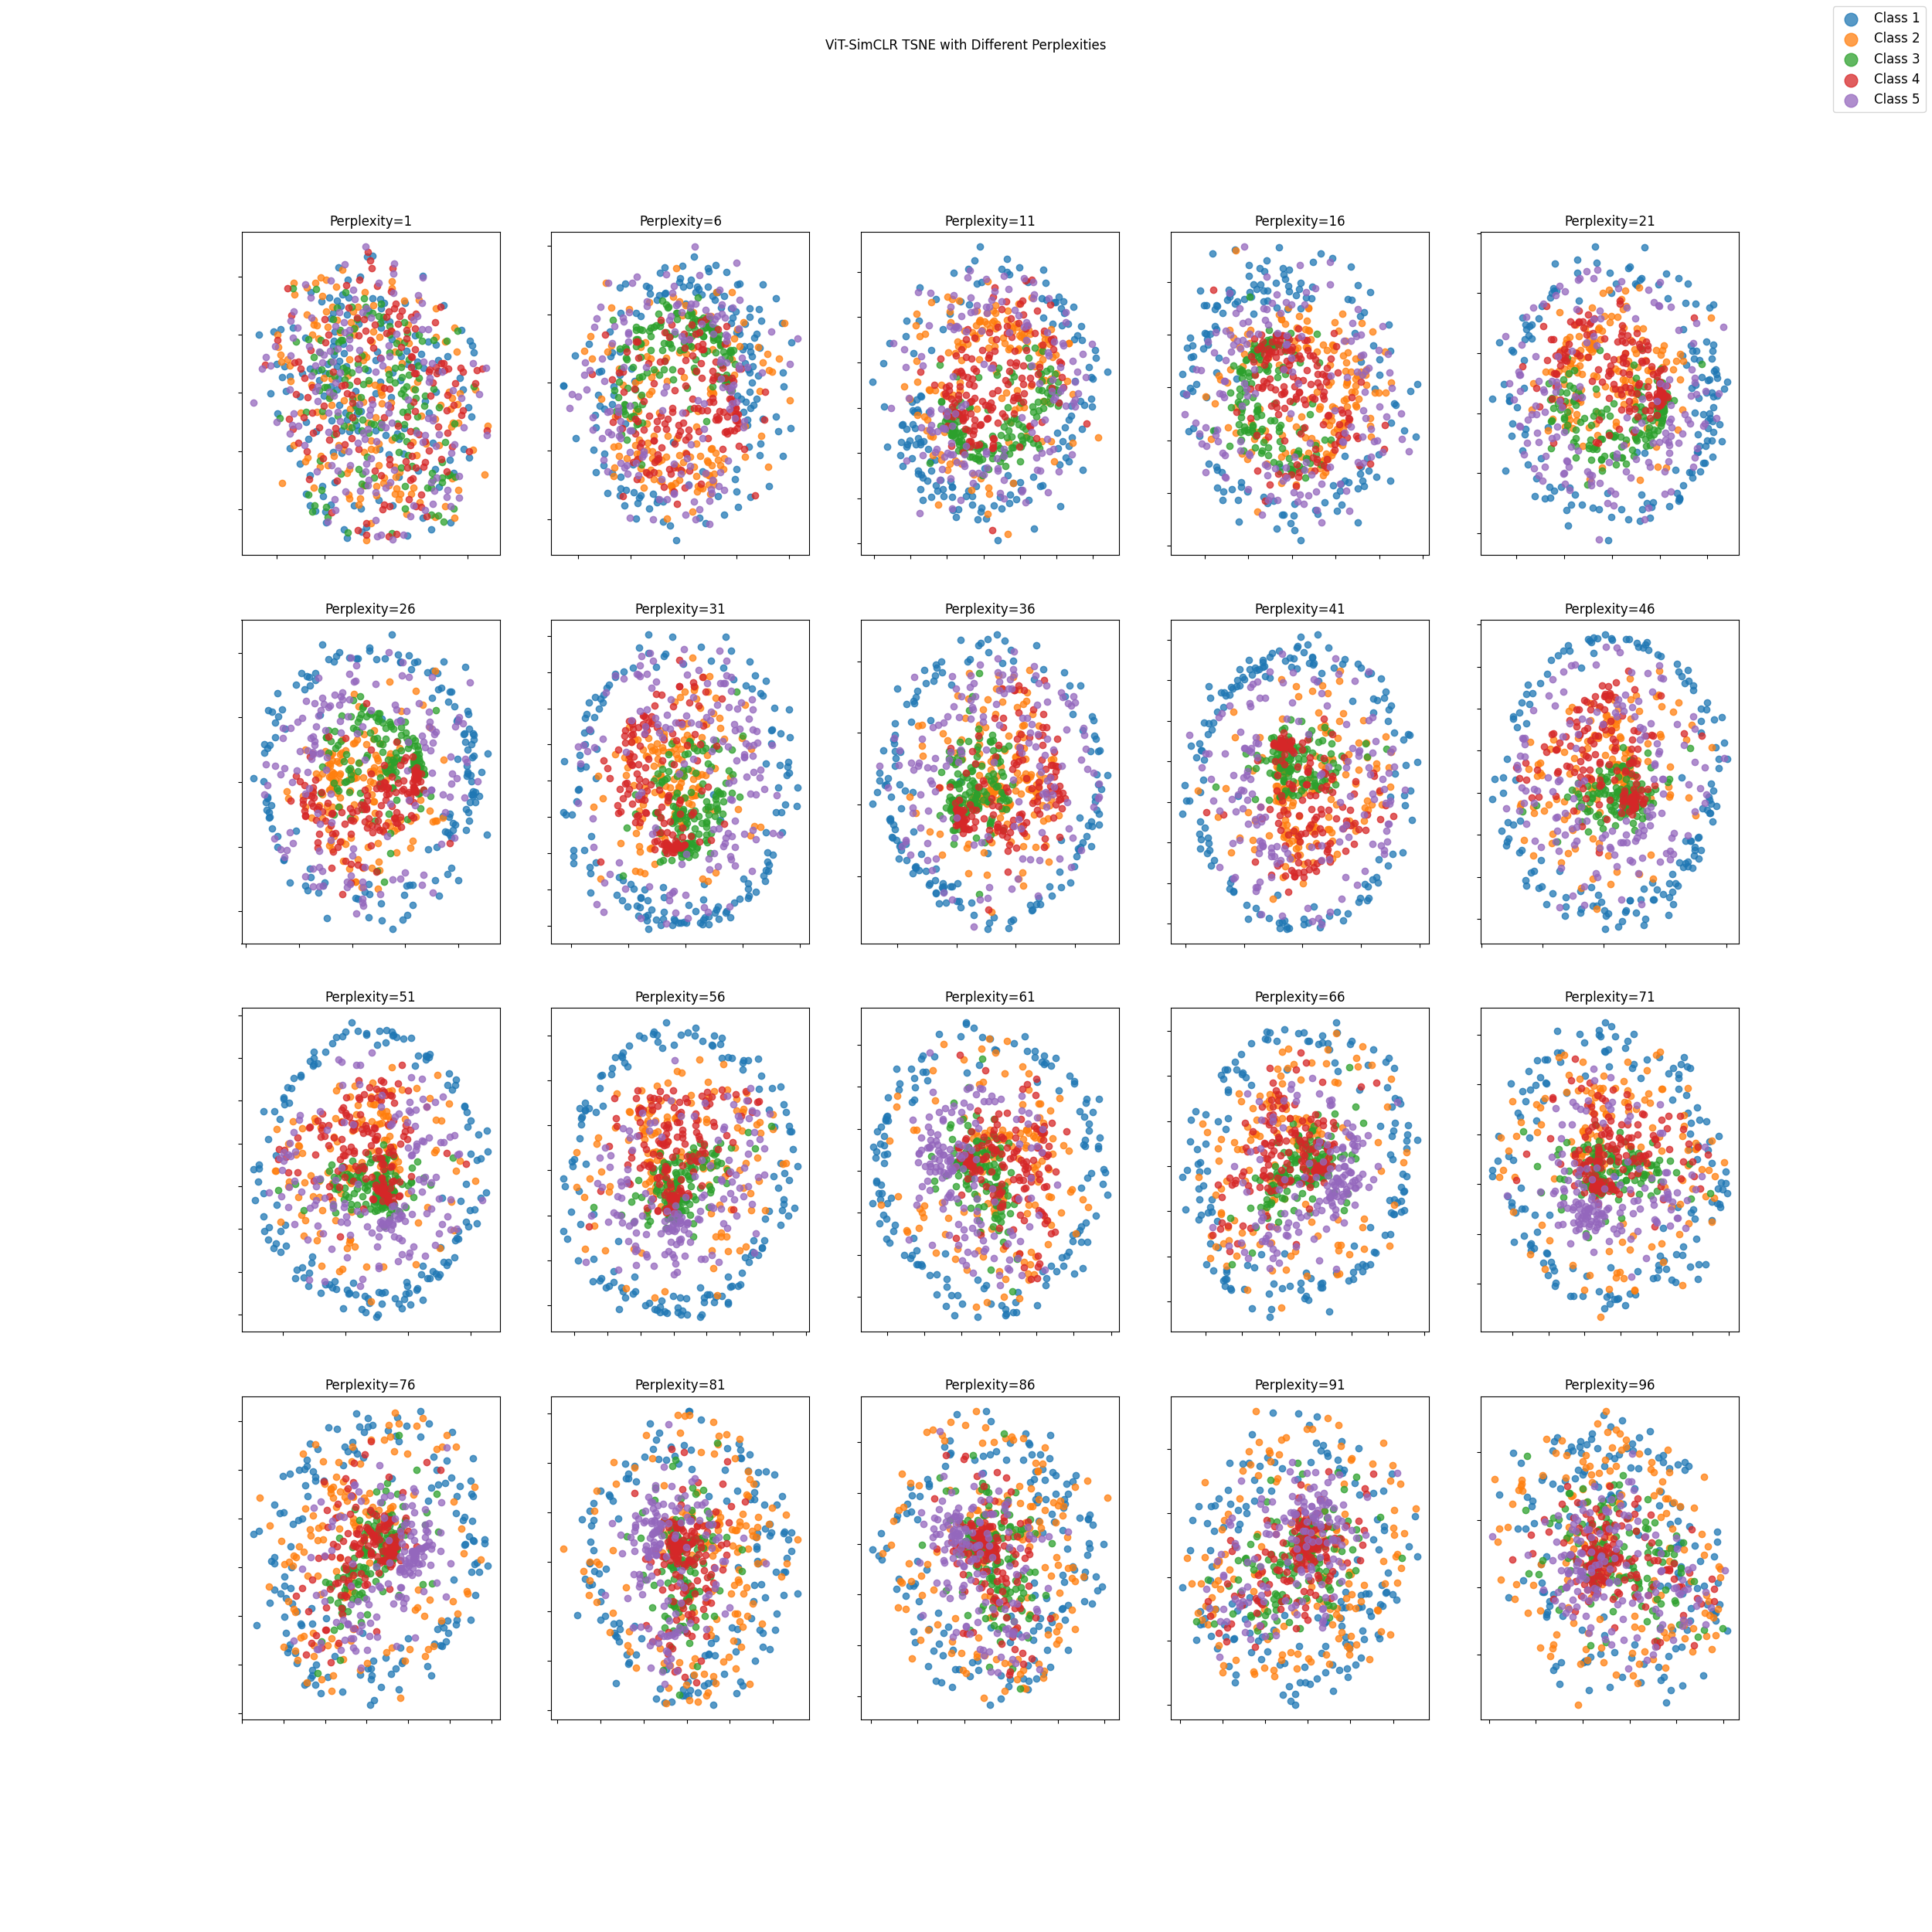 ViT-SimCLR TSNE with Different Perplexities
Class 1
Class 2
Class 3
Class 4
Class 5
Perplexity=1
Perplexity=6
Perplexity=11
Perplexity=16
Perplexity=21
Perplexity=26
Perplexity=31
Perplexity=36
Perplexity=41
Perplexity=46
Perplexity=51
Perplexity=56
Perplexity=61
Perplexity=66
Perplexity=71
Perplexity=76
Perplexity=81
Perplexity=86
Perplexity=91
Perplexity=96